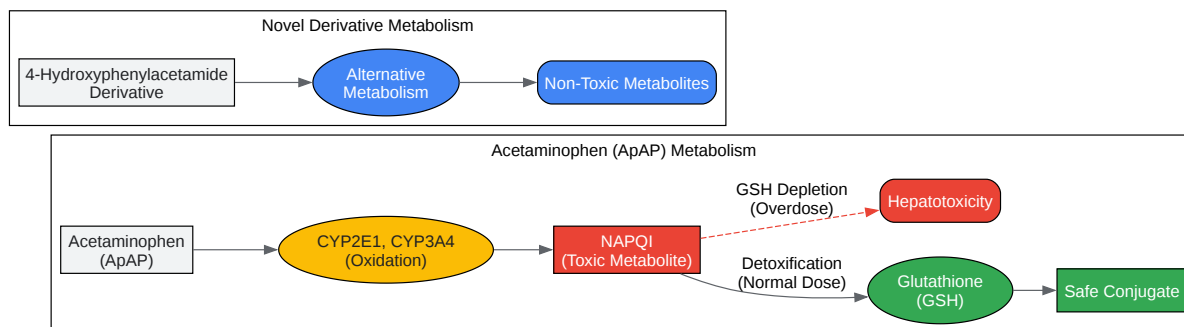 Novel Derivative Metabolism
4-Hydroxyphenylacetamide
Derivative
Alternative
Metabolism
Non-Toxic Metabolites
Acetaminophen (ApAP) Metabolism
Acetaminophen
(ApAP)
CYP2E1, CYP3A4
(Oxidation)
NAPQI
(Toxic Metabolite)
GSH Depletion
(Overdose)
Hepatotoxicity
Detoxification
(Normal Dose)
Glutathione
(GSH)
Safe Conjugate